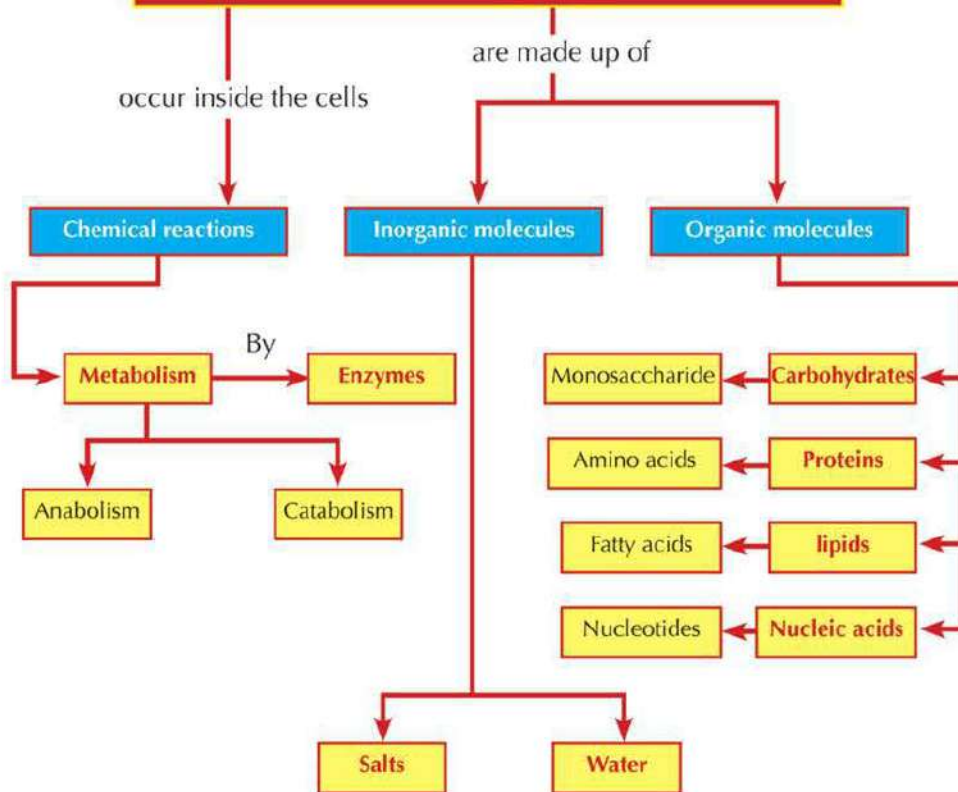 are made up of
occur inside the cells
Chemical reactions
Inorganic molecules
Organic molecules
By
Metabolism
Enzymes
Monosaccharide
Carbohydrates
Amino acids
Proteins
Anabolism
Catabolism
Fatty acids
lipids
Nucleotides
Nucleic acids
Salts
Water